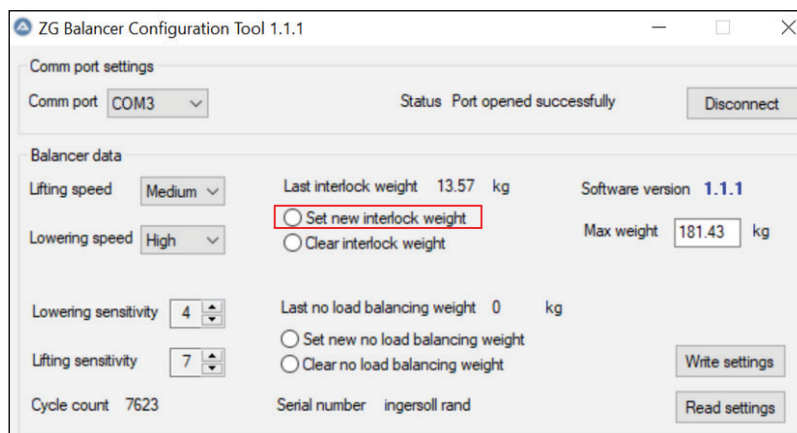 ZG Balancer Configuration Tool 1.1.1
Comm port settings
Comm port COM3 Status Port opened successfully Disconnect
Balancer data
Lifting speed Medium Last interlock weight 13.57 kg Software version 1.1.1
Set new interlock weight
Lowering speed High Clear interlock weight Max weight 181.43 kg
Lowering sensitivity 4 Last no load balancing weight 0 kg
Set new no load balancing weight
Lifting sensitivity 7 Clear no load balancing weight Write settings
Cycle count 7623 Serial number ingersoll rand Read settings